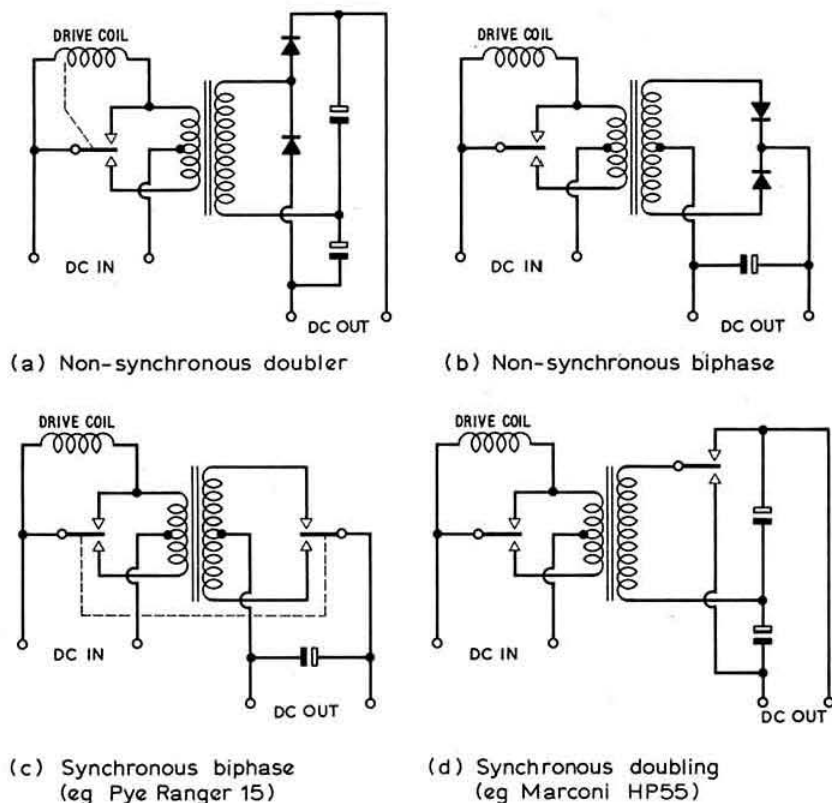 DRIVE COIL
DC IN
DC OUT
(a) Non-synchronous doubler
DRIVE COIL
DC IN
DC OUT
(b) Non-synchronous biphase
DRIVE COIL
DC IN
DC OUT
(c) Synchronous biphase
(eg Pye Ranger 15)
DRIVE COIL
DC IN
DC OUT
(d) Synchronous doubling
(eg Marconi HP55)